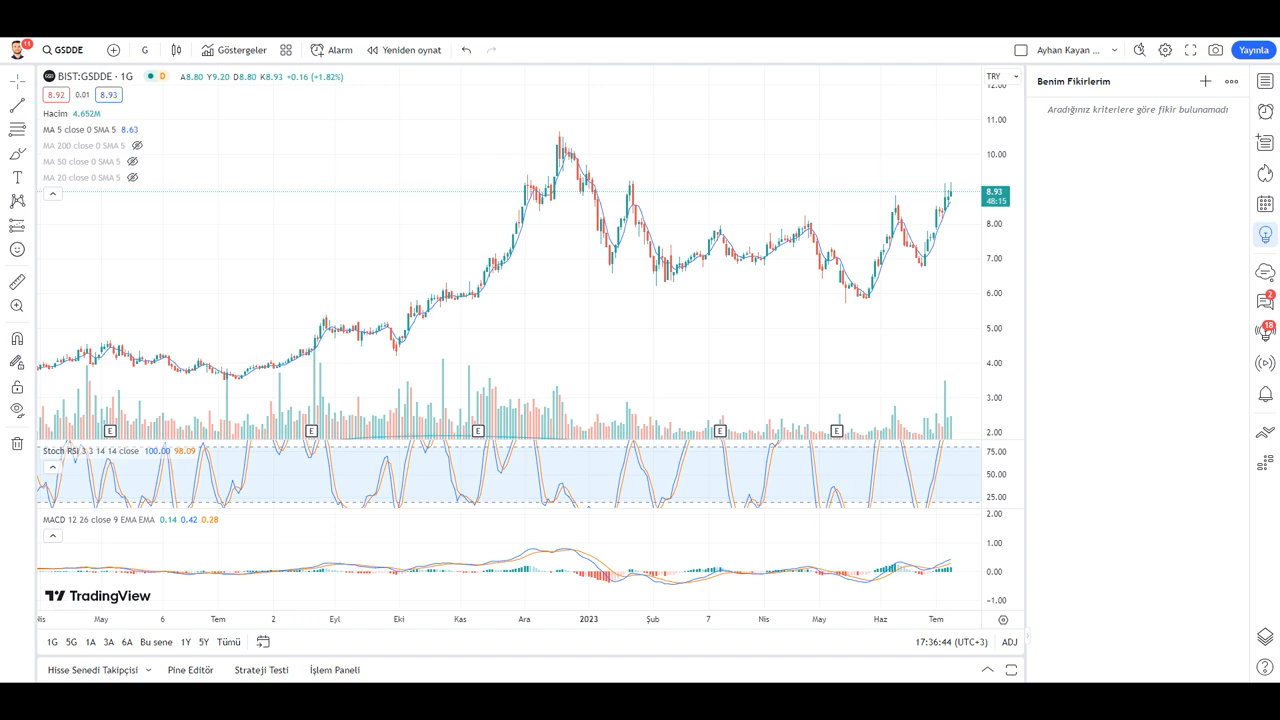 11
GSDDE
G
Göstergeler
Alarm
Yeniden oynat
Ayhan Kayan ...
Yayınla
BIST:GSDDE · 1G
D
A8.80 Y9.20 D8.80 K8.93 +0.16 (+1.82%)
TRY
Benim Fikirlerim
8.92 0.01 8.93
Aradığınız kriterlere göre fikir bulunamadı
Hacim 4.652M
MA 5 close 0 SMA 5 8.63
MA 200 close 0 SMA 5
MA 50 close 0 SMA 5
MA 20 close 0 SMA 5
12.00
11.00
10.00
8.93
48:15
8.00
7.00
6.00
5.00
4.00
3.00
2.00
E E E E E
2
18
Stoch RSI 3 3 14 14 close 100.00 98.09
75.00
50.00
25.00
MACD 12 26 close 9 EMA EMA 0.14 0.42 0.28
2.00
1.00
0.00
−1.00
TradingView
Nis May 6 Tem 2 Eyl Eki Kas Ara 2023 Şub 7 Nis May Haz Tem
1G 5G 1A 3A 6A Bu sene 1Y 5Y Tümü
17:36:44 (UTC+3) ADJ
Hisse Senedi Takipçisi Pine Editör Strateji Testi İşlem Paneli